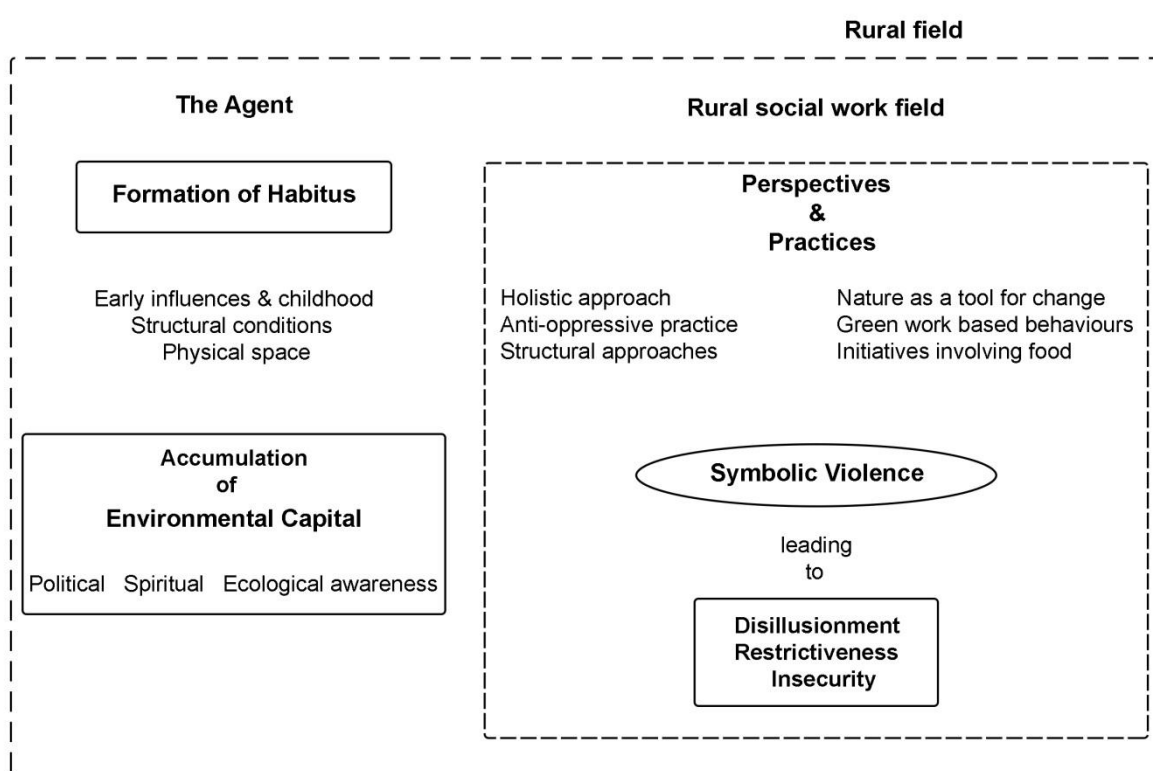 Rural field
The Agent
Formation of Habitus
Early influences & childhood
Structural conditions
Physical space
Accumulation
of
Environmental Capital
Political Spiritual Ecological awareness
Rural social work field
Perspectives
&
Practices
Holistic approach
Anti-oppressive practice
Structural approaches
Nature as a tool for change
Green work based behaviours
Initiatives involving food
Symbolic Violence
leading
to
Disillusionment
Restrictiveness
Insecurity